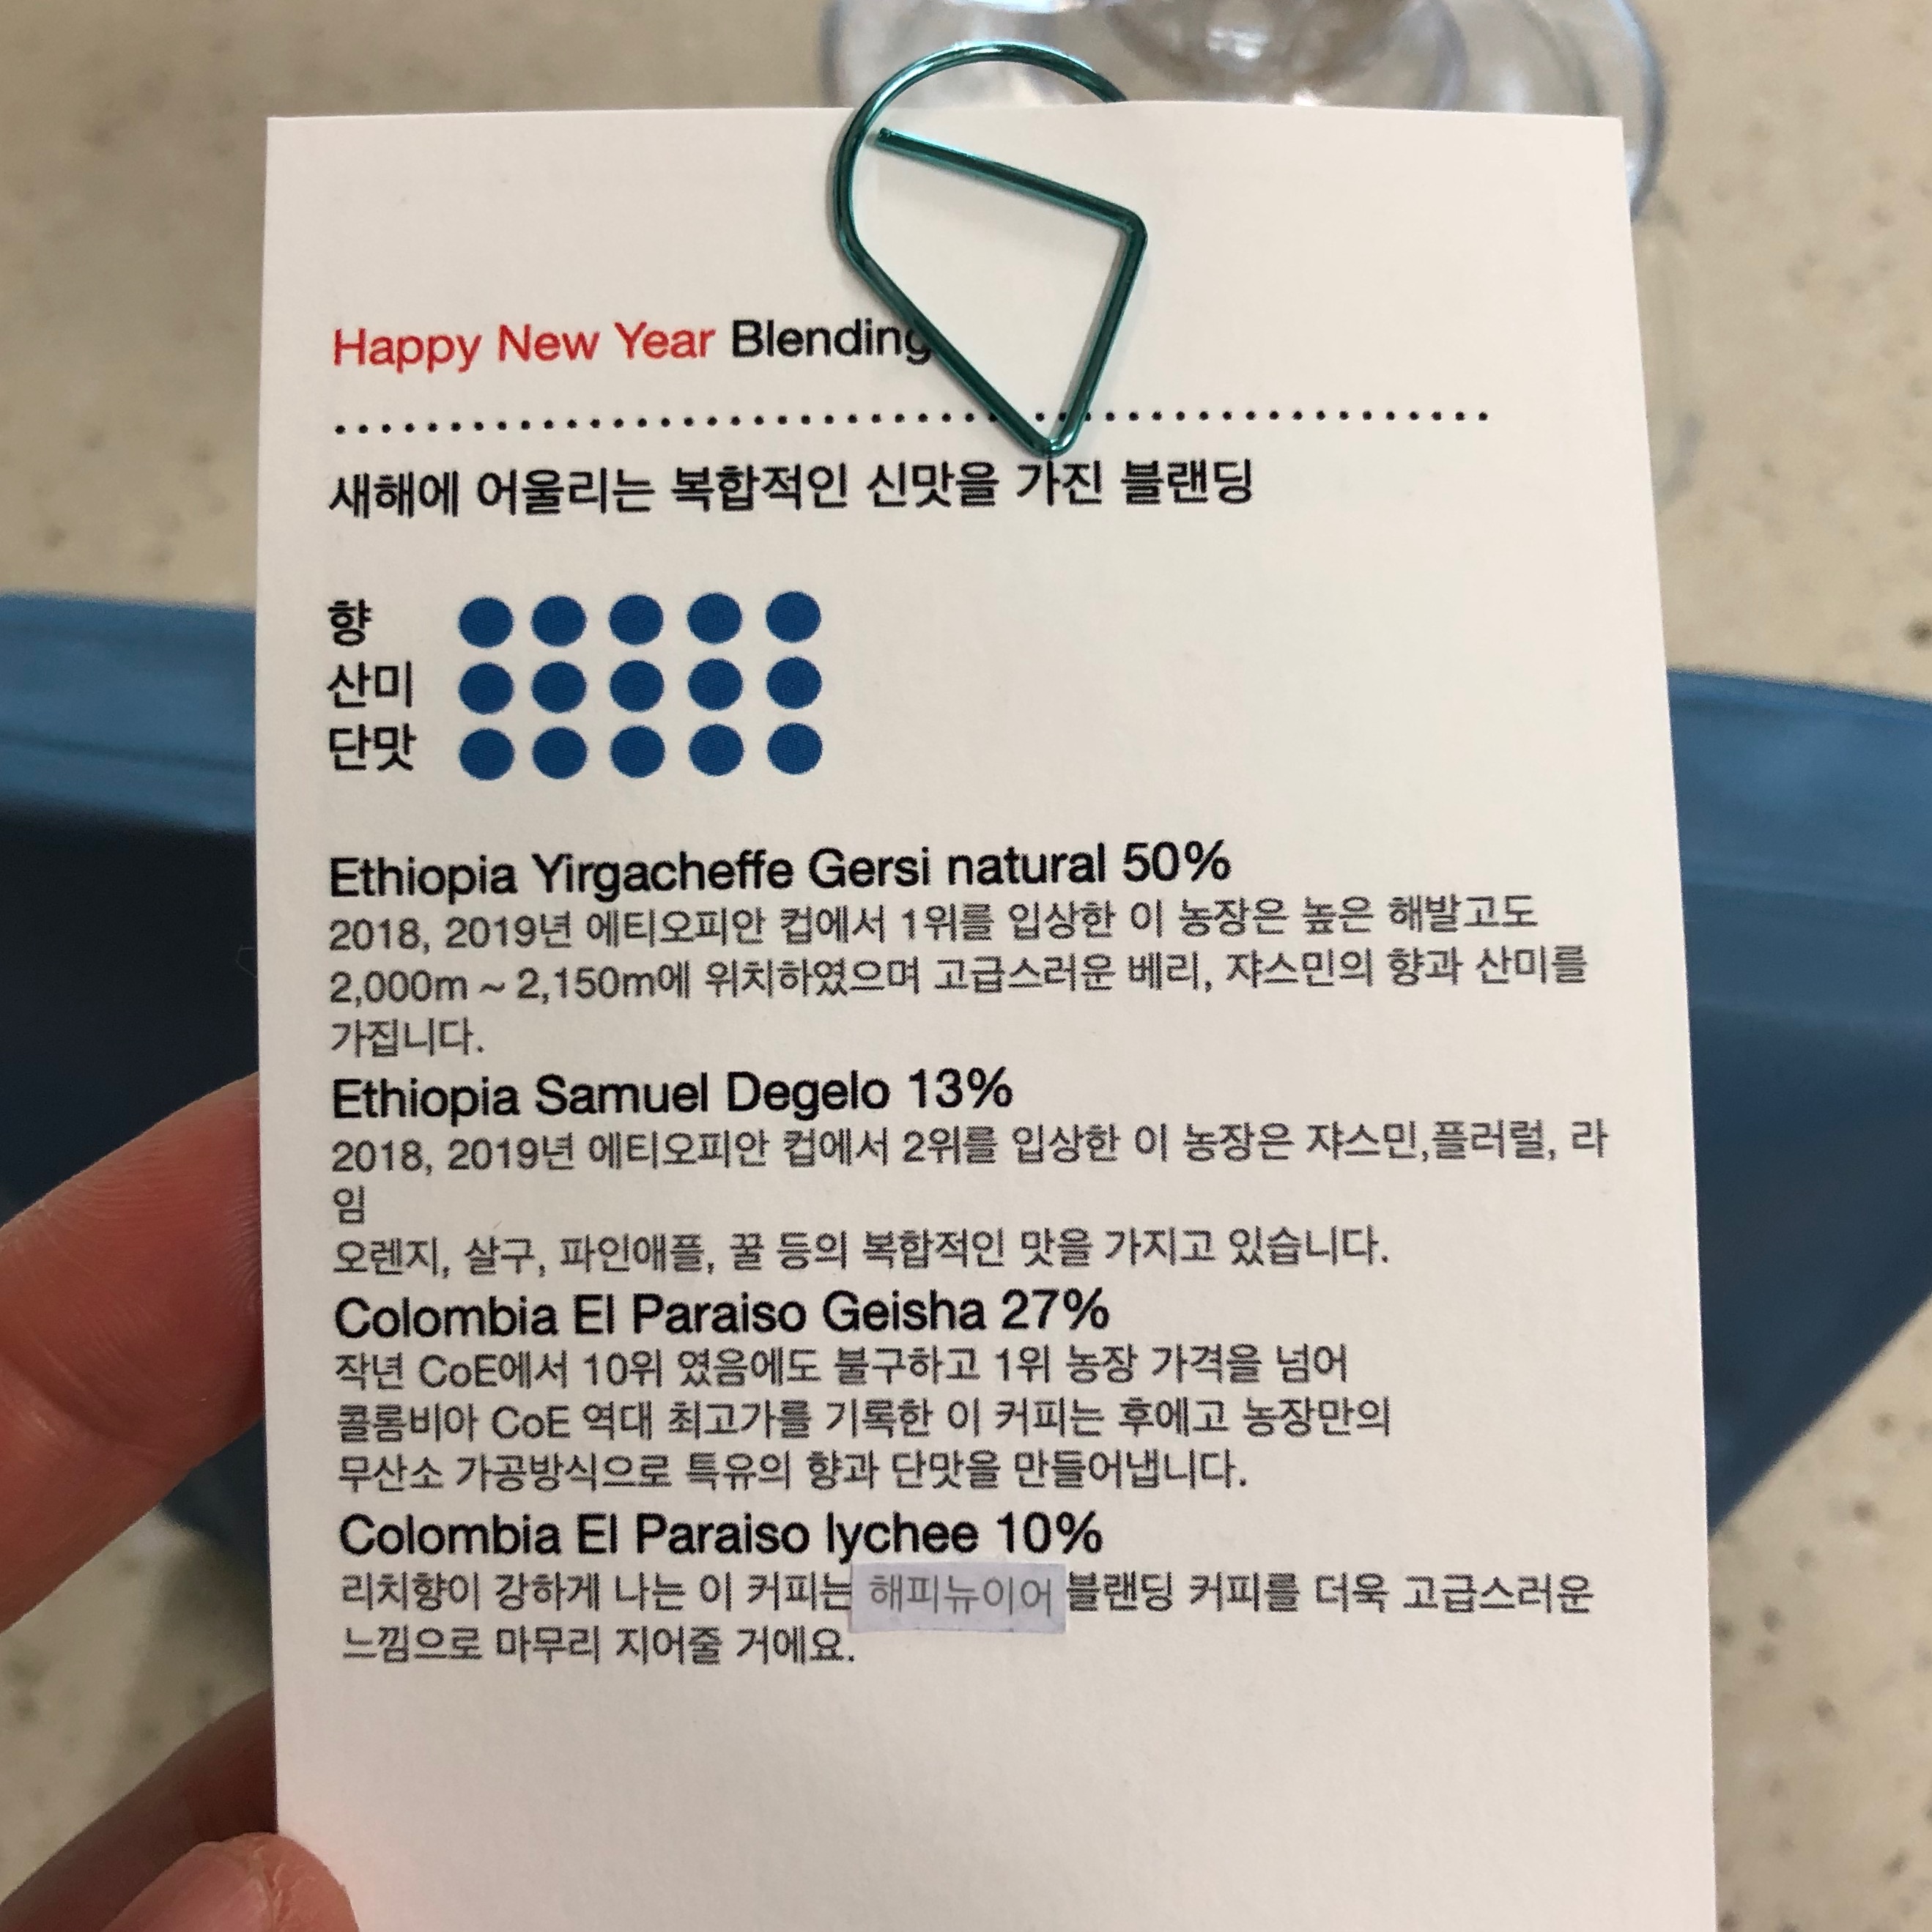 Happy New Year Blending
새해에 어울리는 복합적인 신맛을 가진 블랜딩
향
산미
단맛
Ethiopia Yirgacheffe Gersi natural 50%
2018, 2019년 에티오피안 컵에서 1위를 입상한 이 농장은 높은 해발고도
2,000m ~ 2,150m에 위치하였으며 고급스러운 베리, 쟈스민의 향과 산미를
가집니다.
Ethiopia Samuel Degelo 13%
2018, 2019년 에티오피안 컵에서 2위를 입상한 이 농장은 쟈스민,플러럴, 라
임
오렌지, 살구, 파인애플, 꿀 등의 복합적인 맛을 가지고 있습니다.
Colombia El Paraiso Geisha 27%
작년 CoE에서 10위 였음에도 불구하고 1위 농장 가격을 넘어
콜롬비아 CoE 역대 최고가를 기록한 이 커피는 후에고 농장만의
무산소 가공방식으로 특유의 향과 단맛을 만들어냅니다.
Colombia El Paraiso lychee 10%
리치향이 강하게 나는 이 커피는 해피뉴이어 블랜딩 커피를 더욱 고급스러운
느낌으로 마무리 지어줄 거에요.